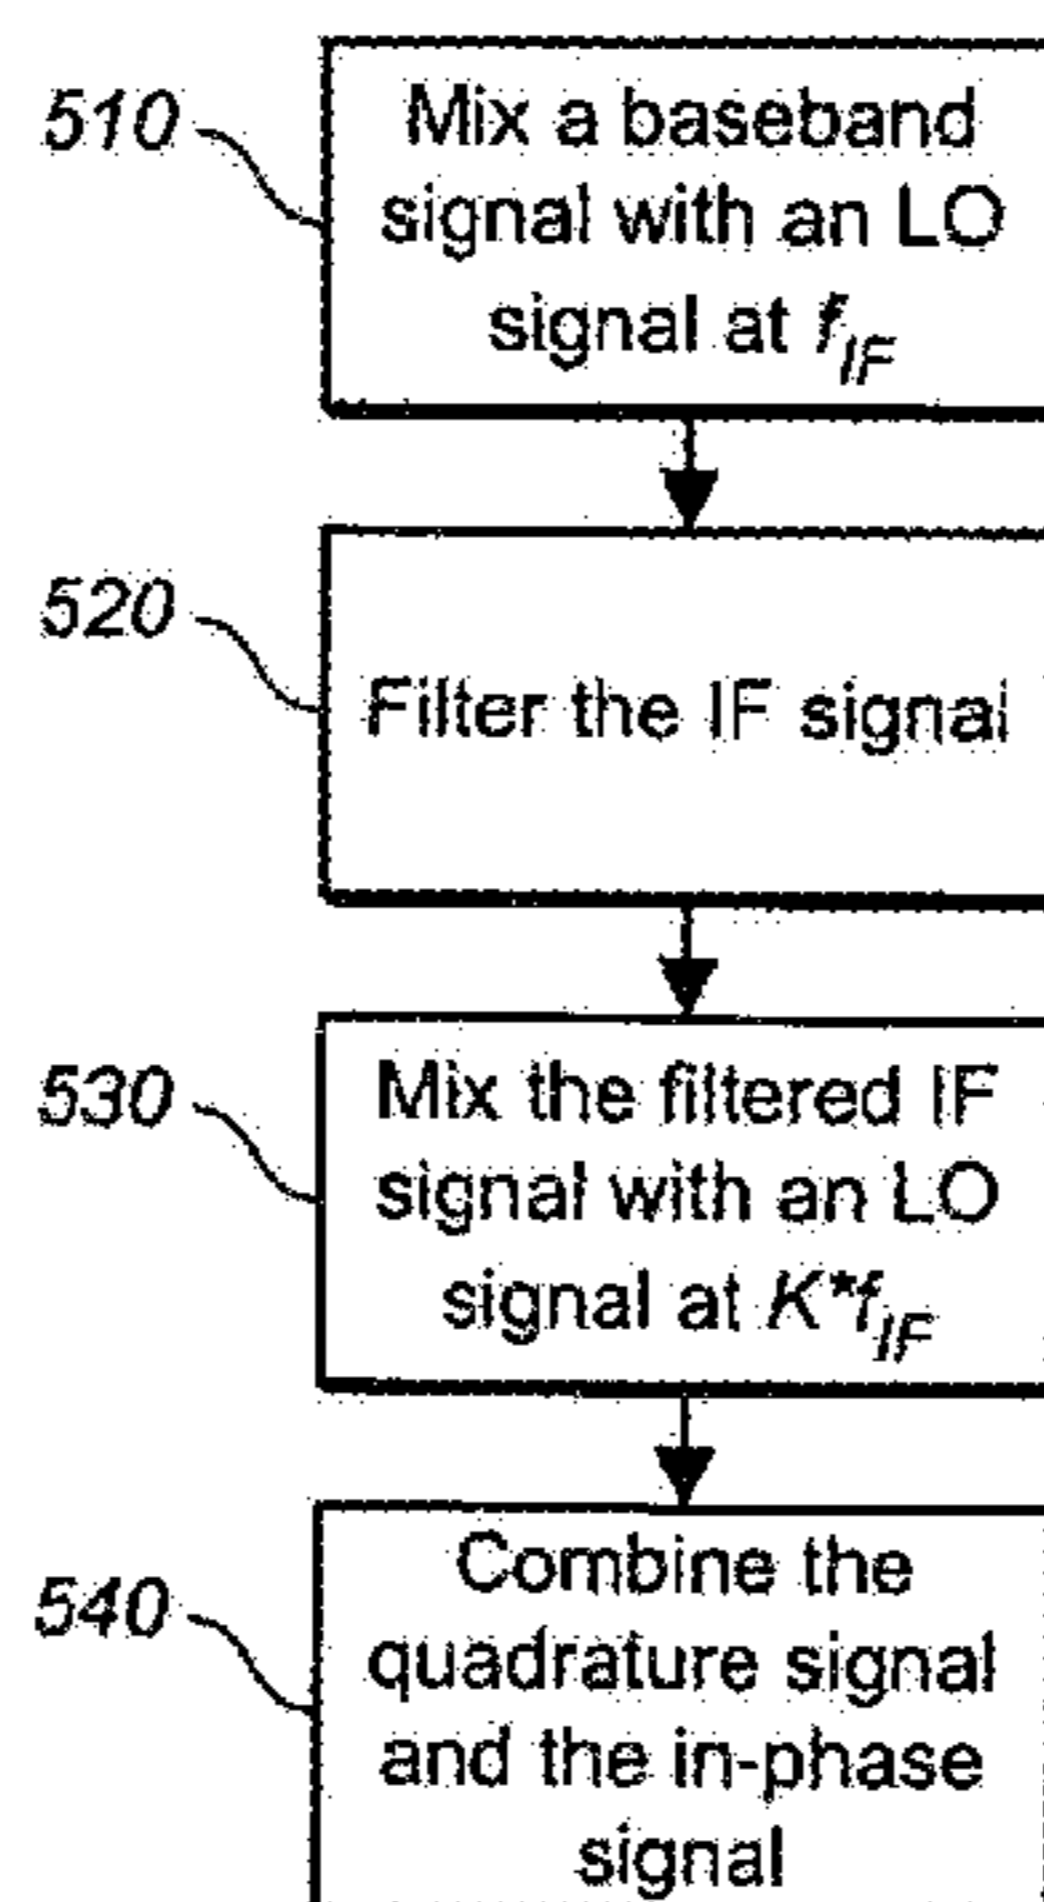 510
Mix a baseband
signal with an LO
signal at f_IF
520
Filter the IF signal
530
Mix the filtered IF
signal with an LO
signal at K*f_IF
540
Combine the
quadrature signal
and the in-phase
signal